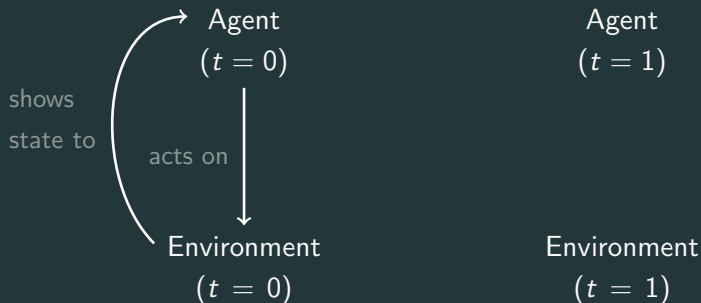 Agent
(t = 0)
Agent
(t = 1)
shows
state to
acts on
Environment
(t = 0)
Environment
(t = 1)